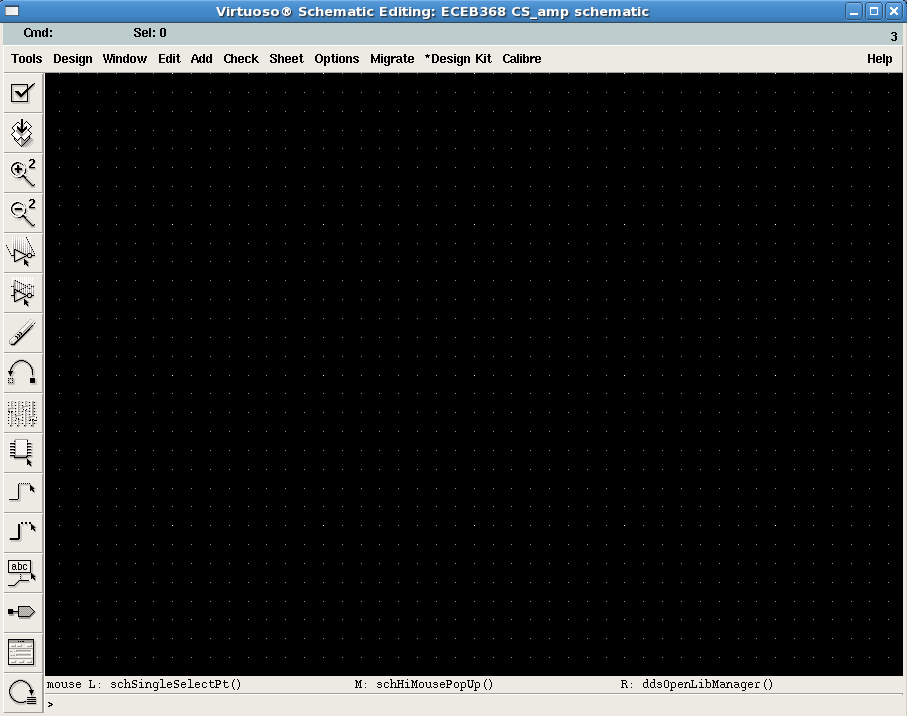 Virtuoso® Schematic Editing: ECEB368 CS_amp schematic
Cmd: Sel: 0 3
Tools Design Window Edit Add Check Sheet Options Migrate *Design Kit Calibre Help
2
2
abc
mouse L: schSingleSelectPt() M: schHiMousePopUp() R: ddsOpenLibManager()
>